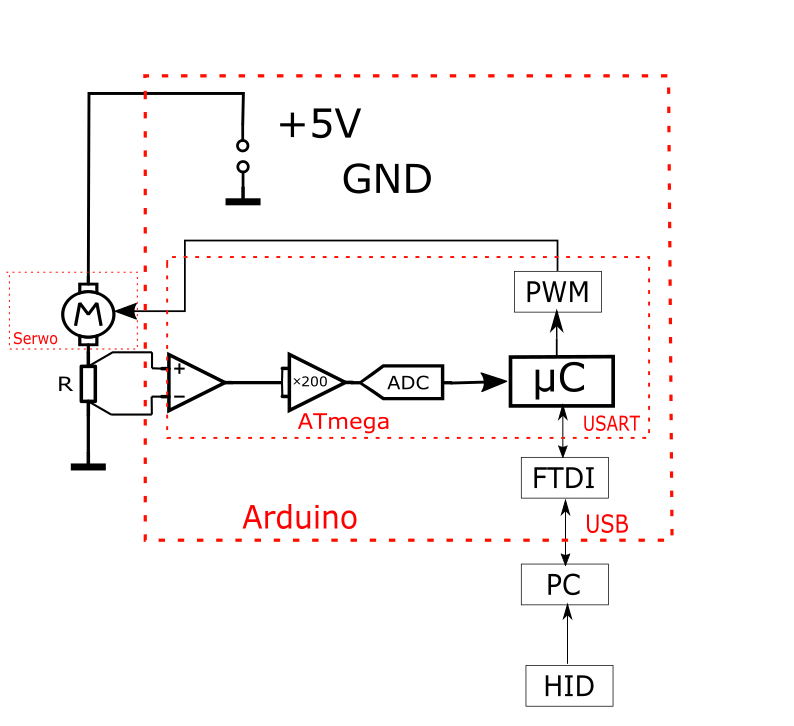 +5V
GND
PWM
M
Serwo
R
+
−
×200
ADC
µC
ATmega
USART
FTDI
Arduino
USB
PC
HID